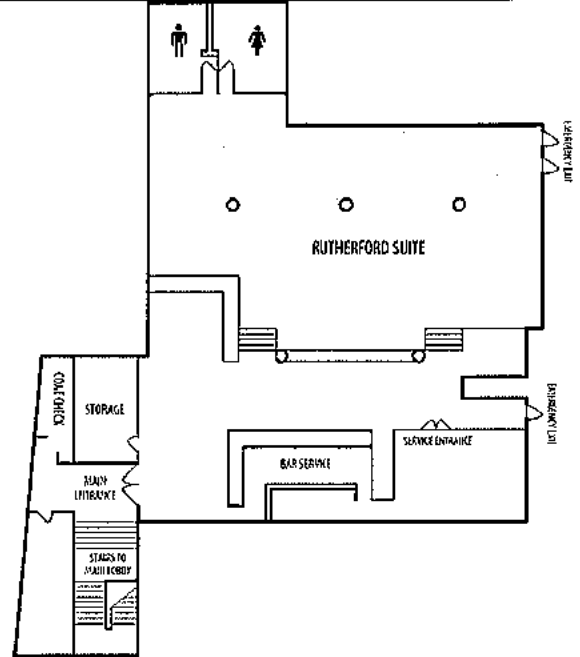 EMERGENCY EXIT
RUTHERFORD SUITE
COAT CHECK
STORAGE
EMERGENCY EXIT
SERVICE ENTRANCE
BAR SERVICE
MAIN
ENTRANCE
STAIRS TO
MAIN LOBBY